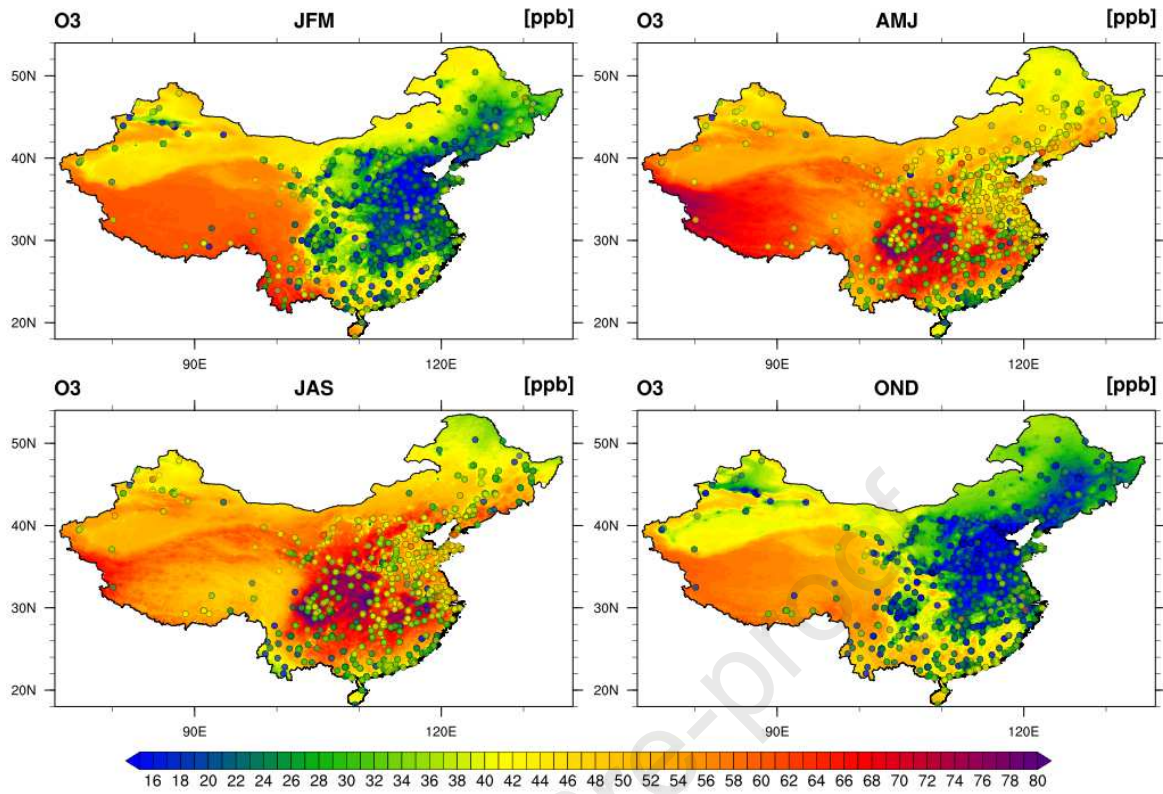 O3 JFM [ppb] O3 AMJ [ppb]
50N 50N
40N 40N
30N 30N
20N 20N
90E 120E 90E 120E
O3 JAS [ppb] O3 OND [ppb]
50N 50N
40N 40N
30N 30N
20N 20N
90E 120E 90E 120E
16 18 20 22 24 26 28 30 32 34 36 38 40 42 44 46 48 50 52 54 56 58 60 62 64 66 68 70 72 74 76 78 80
re-proof